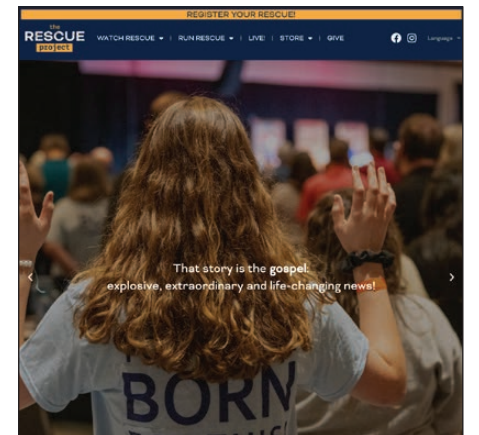 REGISTER YOUR RESCUE!
the
RESCUE
project
WATCH RESCUE | RUN RESCUE | LIVE! | STORE | GIVE
Language
That story is the gospel:
explosive, extraordinary and life-changing news!
BORN